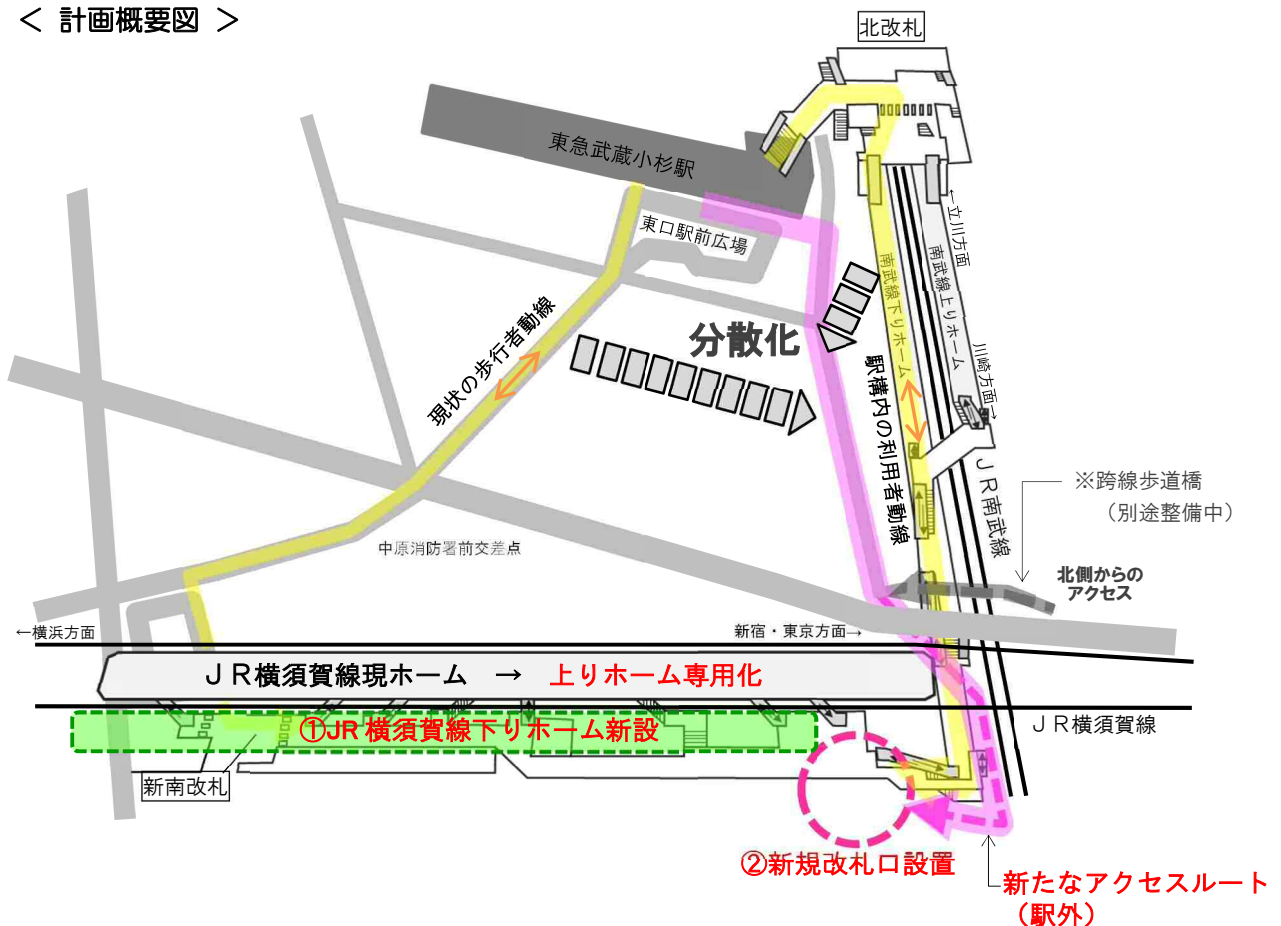 ＜ 計画概要図 ＞
北改札
東急武蔵小杉駅
東口駅前広場
←立川方面
南武線下りホーム
南武線上りホーム
現状の歩行者動線
分散化
駅構内の利用者動線
川崎方面→
ＪＲ南武線
※跨線歩道橋
（別途整備中）
中原消防署前交差点
北側からの
アクセス
←横浜方面
新宿・東京方面→
ＪＲ横須賀線現ホーム → 上りホーム専用化
①JR 横須賀線下りホーム新設
ＪＲ横須賀線
新南改札
②新規改札口設置
新たなアクセスルート
（駅外）